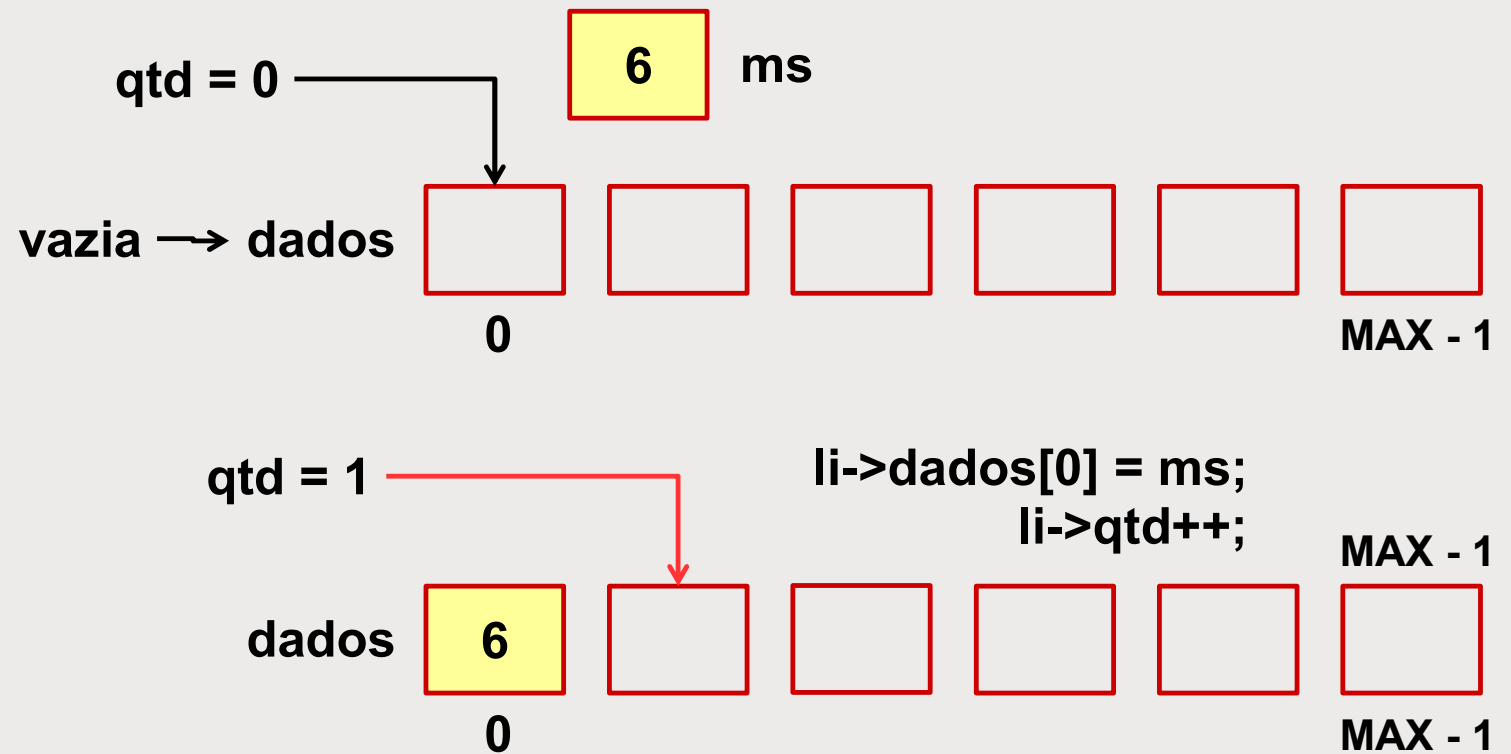 6 ms
qtd = 0
vazia dados
0 MAX - 1
qtd = 1
li->dados[0] = ms;
li->qtd++;
MAX - 1
dados 6
0 MAX - 1